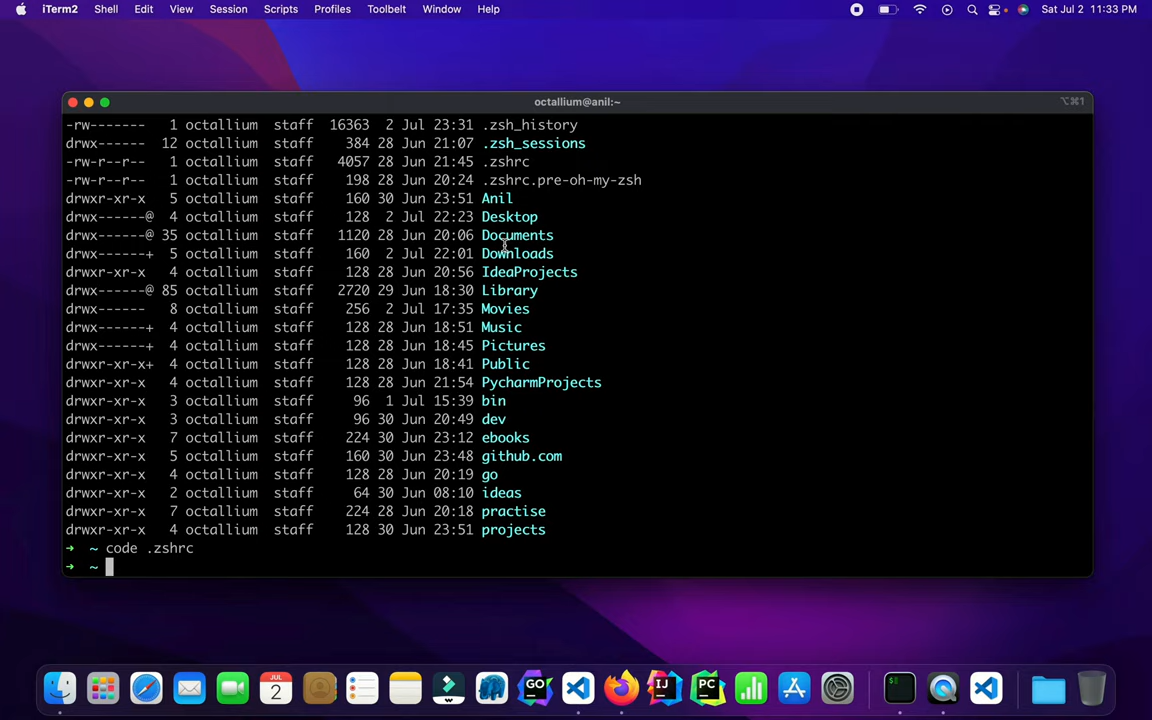 iTerm2 Shell Edit View Session Scripts Profiles Toolbelt Window Help Sat Jul 2 11:33 PM
octallium@anil:~ ⌥⌘1
-rw------- 1 octallium staff 16363 2 Jul 23:31 .zsh_history
drwx------ 12 octallium staff 384 28 Jun 21:07 .zsh_sessions
-rw-r--r-- 1 octallium staff 4057 28 Jun 21:45 .zshrc
-rw-r--r-- 1 octallium staff 198 28 Jun 20:24 .zshrc.pre-oh-my-zsh
drwxr-xr-x 5 octallium staff 160 30 Jun 23:51 Anil
drwx------@ 4 octallium staff 128 2 Jul 22:23 Desktop
drwx------@ 35 octallium staff 1120 28 Jun 20:06 Documents
drwx------+ 5 octallium staff 160 2 Jul 22:01 Downloads
drwxr-xr-x 4 octallium staff 128 28 Jun 20:56 IdeaProjects
drwx------@ 85 octallium staff 2720 29 Jun 18:30 Library
drwx------ 8 octallium staff 256 2 Jul 17:35 Movies
drwx------+ 4 octallium staff 128 28 Jun 18:51 Music
drwx------+ 4 octallium staff 128 28 Jun 18:45 Pictures
drwxr-xr-x+ 4 octallium staff 128 28 Jun 18:41 Public
drwxr-xr-x 4 octallium staff 128 28 Jun 21:54 PycharmProjects
drwxr-xr-x 3 octallium staff 96 1 Jul 15:39 bin
drwxr-xr-x 3 octallium staff 96 30 Jun 20:49 dev
drwxr-xr-x 7 octallium staff 224 30 Jun 23:12 ebooks
drwxr-xr-x 5 octallium staff 160 30 Jun 23:48 github.com
drwxr-xr-x 4 octallium staff 128 28 Jun 20:19 go
drwxr-xr-x 2 octallium staff 64 30 Jun 08:10 ideas
drwxr-xr-x 7 octallium staff 224 28 Jun 20:18 practise
drwxr-xr-x 4 octallium staff 128 30 Jun 23:51 projects
→ ~ code .zshrc
→ ~
JUL
2 GO IJ PC $